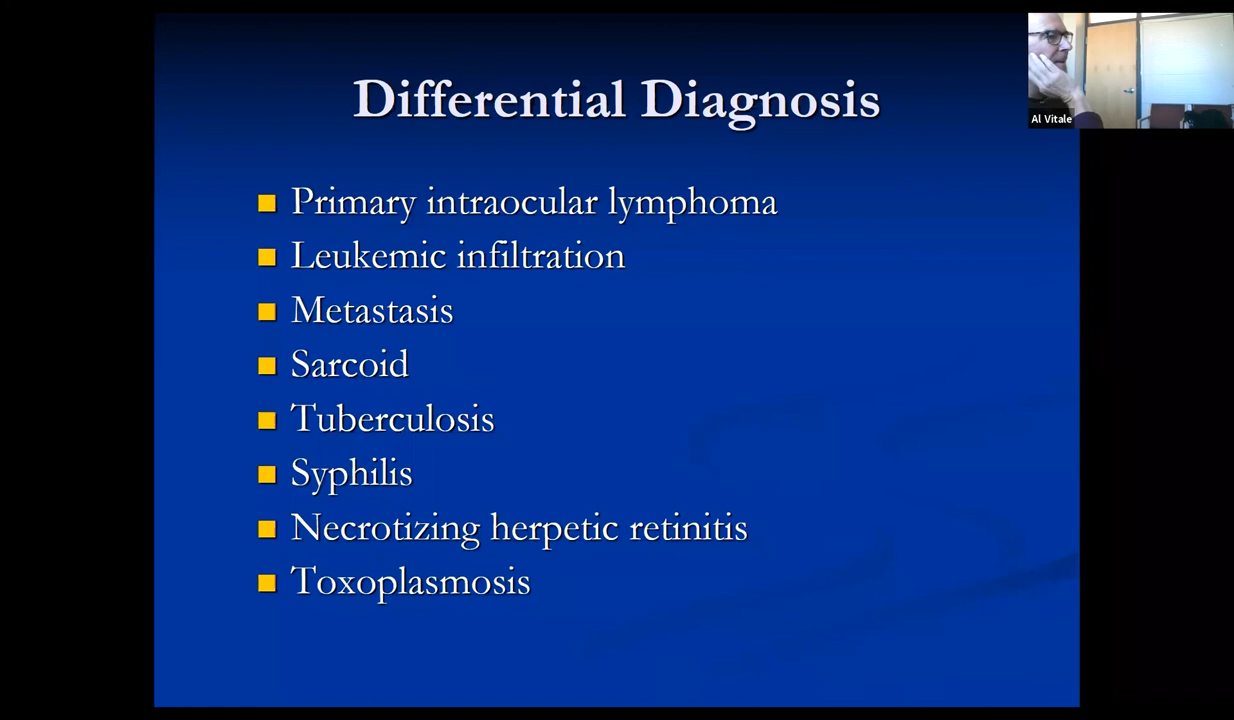 Differential Diagnosis
Primary intraocular lymphoma
Leukemic infiltration
Metastasis
Sarcoid
Tuberculosis
Syphilis
Necrotizing herpetic retinitis
Toxoplasmosis
Al Vitale